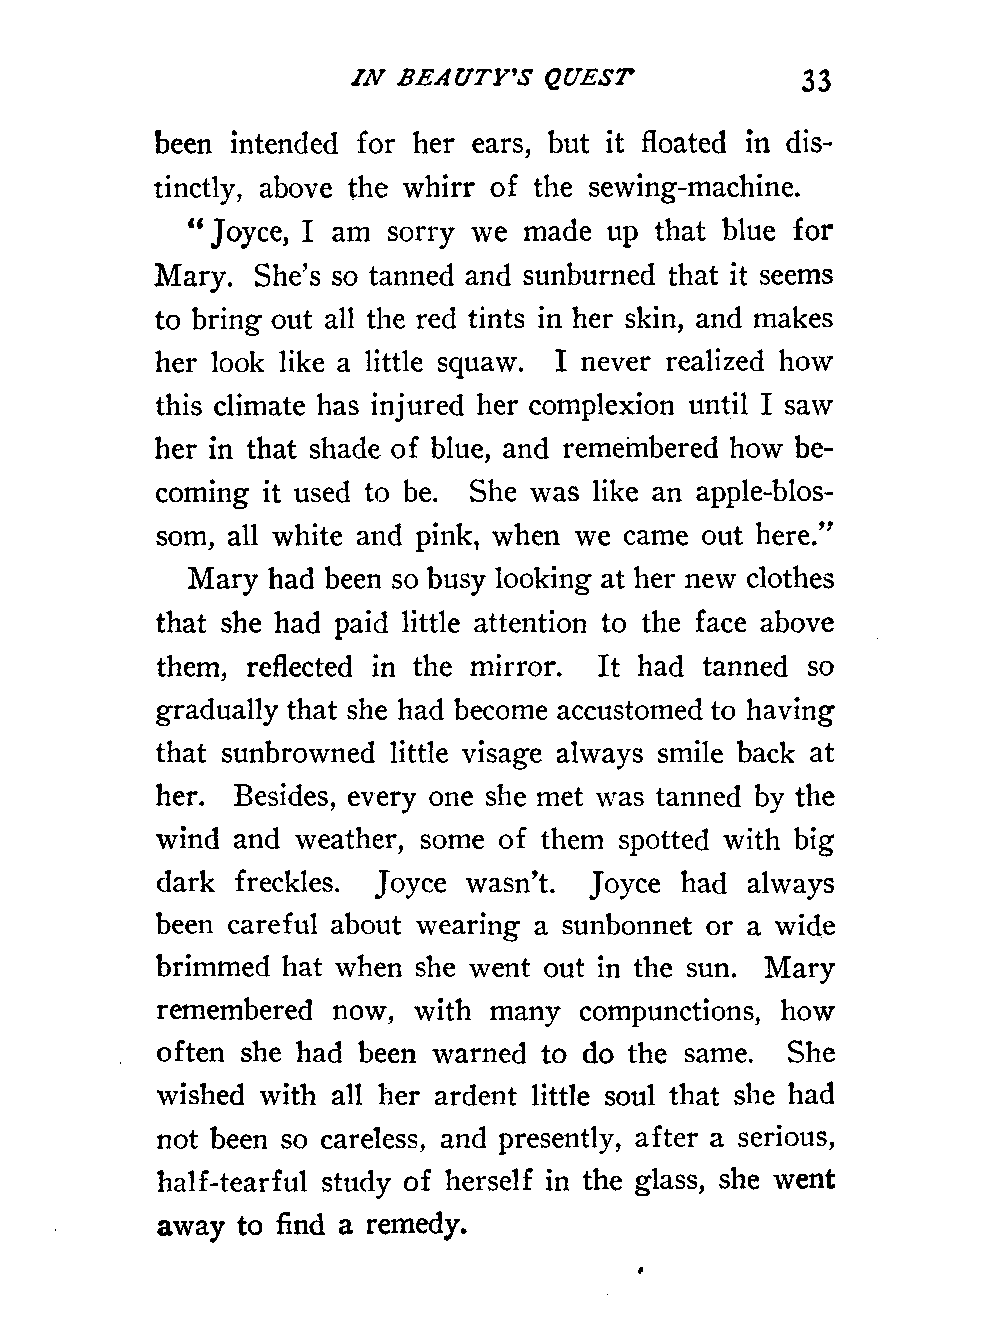 IN BEAUTY'S QUEST 33
been intended for her ears, but it floated in dis-
tinctly, above the whirr of the sewing-machine.
"Joyce, I am sorry we made up that blue for
Mary. She's so tanned and sunburned that it seems
to bring out all the red tints in her skin, and makes
her look like a little squaw. I never realized how
this climate has injured her complexion until I saw
her in that shade of blue, and remembered how be-
coming it used to be. She was like an apple-blos-
som, all white and pink, when we came out here."
Mary had been so busy looking at her new clothes
that she had paid little attention to the face above
them, reflected in the mirror. It had tanned so
gradually that she had become accustomed to having
that sunbrowned little visage always smile back at
her. Besides, every one she met was tanned by the
wind and weather, some of them spotted with big
dark freckles. Joyce wasn't. Joyce had always
been careful about wearing a sunbonnet or a wide
brimmed hat when she went out in the sun. Mary
remembered now, with many compunctions, how
often she had been warned to do the same. She
wished with all her ardent little soul that she had
not been so careless, and presently, after a serious,
half-tearful study of herself in the glass, she went
away to find a remedy.